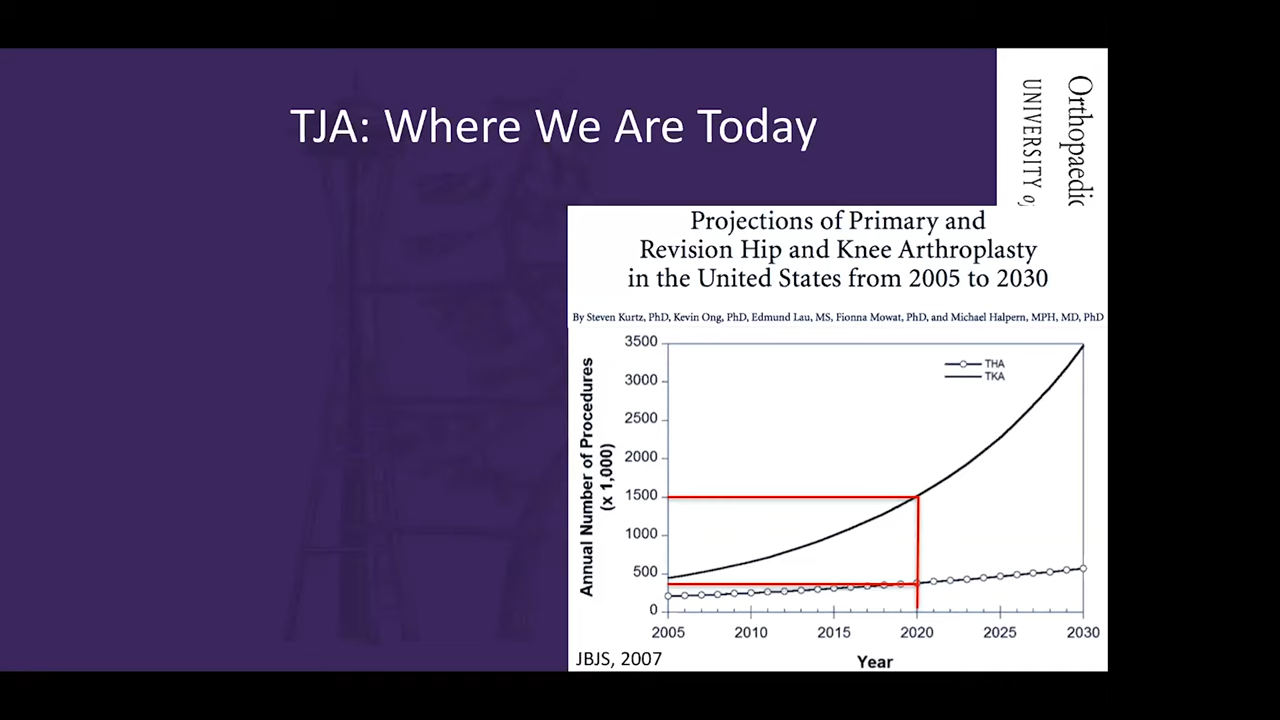 TJA: Where We Are Today
Orthopaedic
UNIVERSITY of
Projections of Primary and
Revision Hip and Knee Arthroplasty
in the United States from 2005 to 2030
By Steven Kurtz, PhD, Kevin Ong, PhD, Edmund Lau, MS, Fionna Mowat, PhD, and Michael Halpern, MPH, MD, PhD
Annual Number of Procedures
(x 1,000)
3500
3000
2500
2000
1500
1000
500
0
THA
TKA
2005 2010 2015 2020 2025 2030
Year
JBJS, 2007